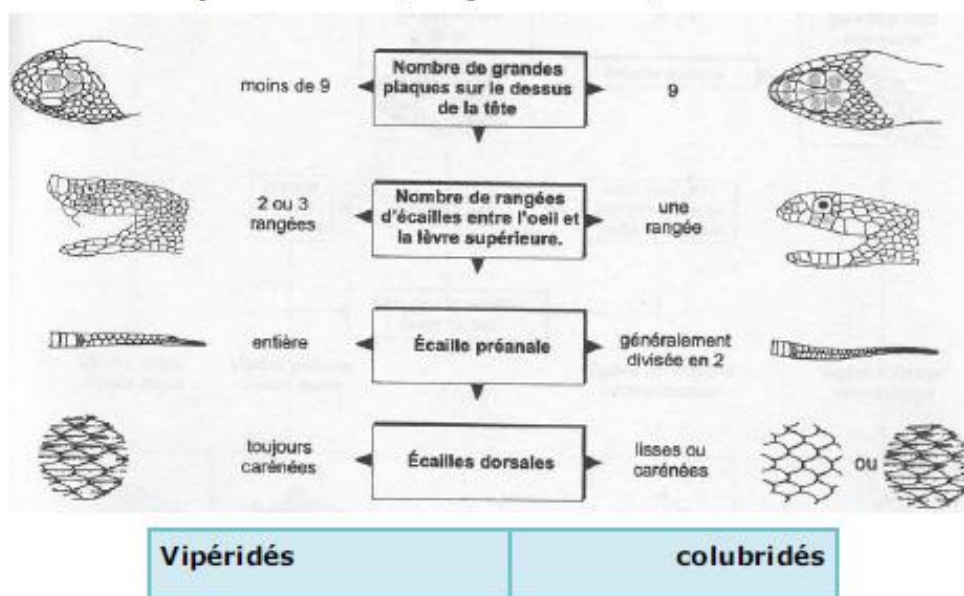 moins de 9
Nombre de grandes
plaques sur le dessus
de la tête
9
2 ou 3
rangées
Nombre de rangées
d'écailles entre l'oeil et
la lèvre supérieure.
une
rangée
entière
Écaille préanale
généralement
divisée en 2
toujours
carénées
Écailles dorsales
lisses ou
carénées
ou
Vipéridés
colubridés